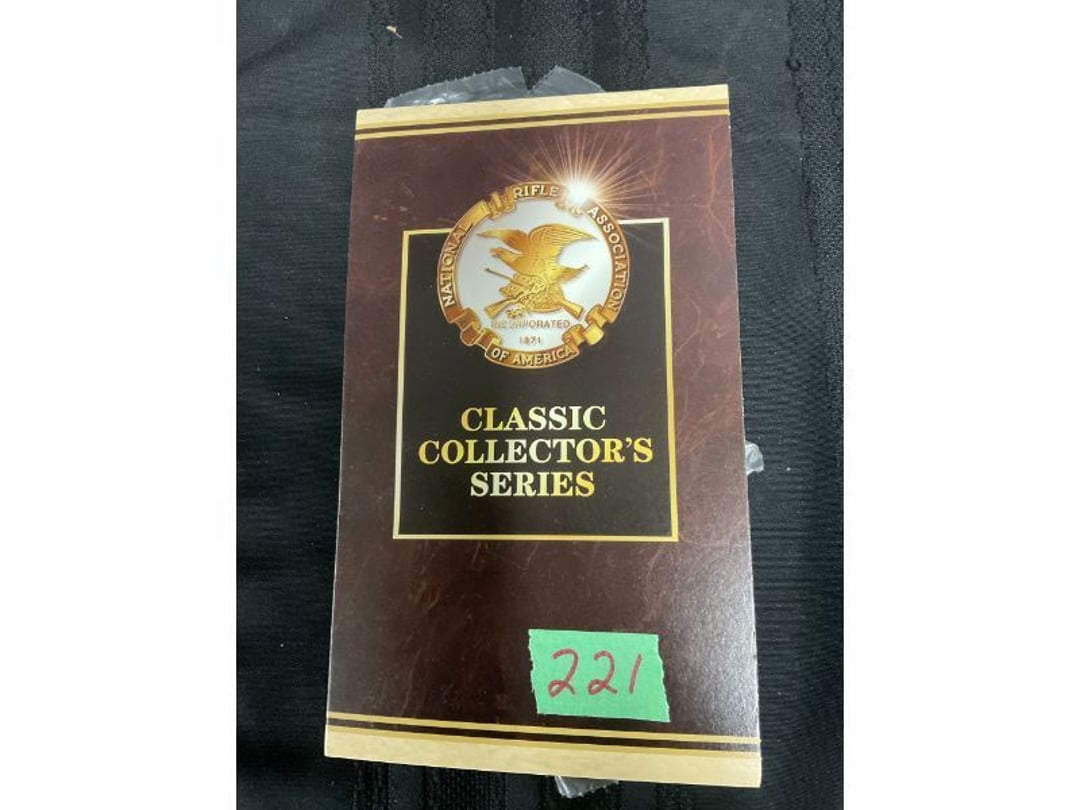 NATIONAL RIFLE ASSOCIATION
INCORPORATED
1871
OF AMERICA
CLASSIC
COLLECTOR'S
SERIES
221